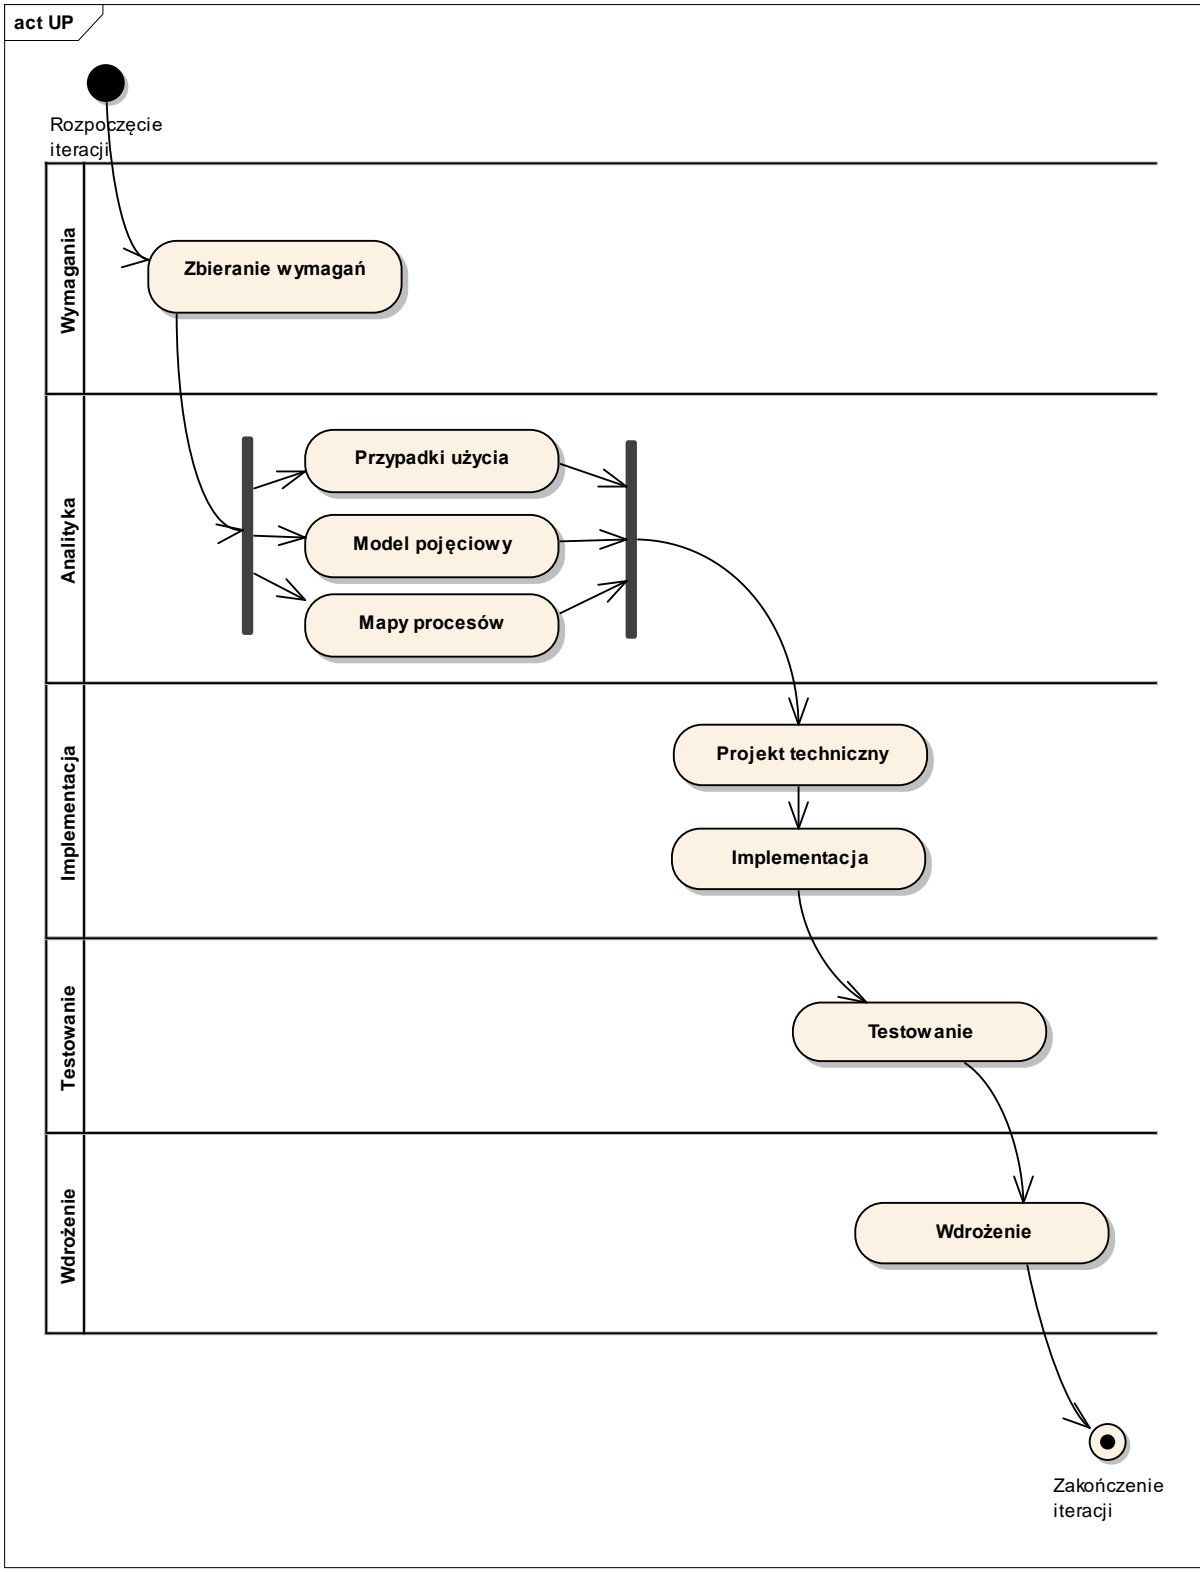 act UP
Rozpoczęcie
iteracji
Wymagania
Zbieranie wymagań
Analityka
Przypadki użycia
Model pojęciowy
Mapy procesów
Implementacja
Projekt techniczny
Implementacja
Testowanie
Testowanie
Wdrożenie
Wdrożenie
Zakończenie
iteracji